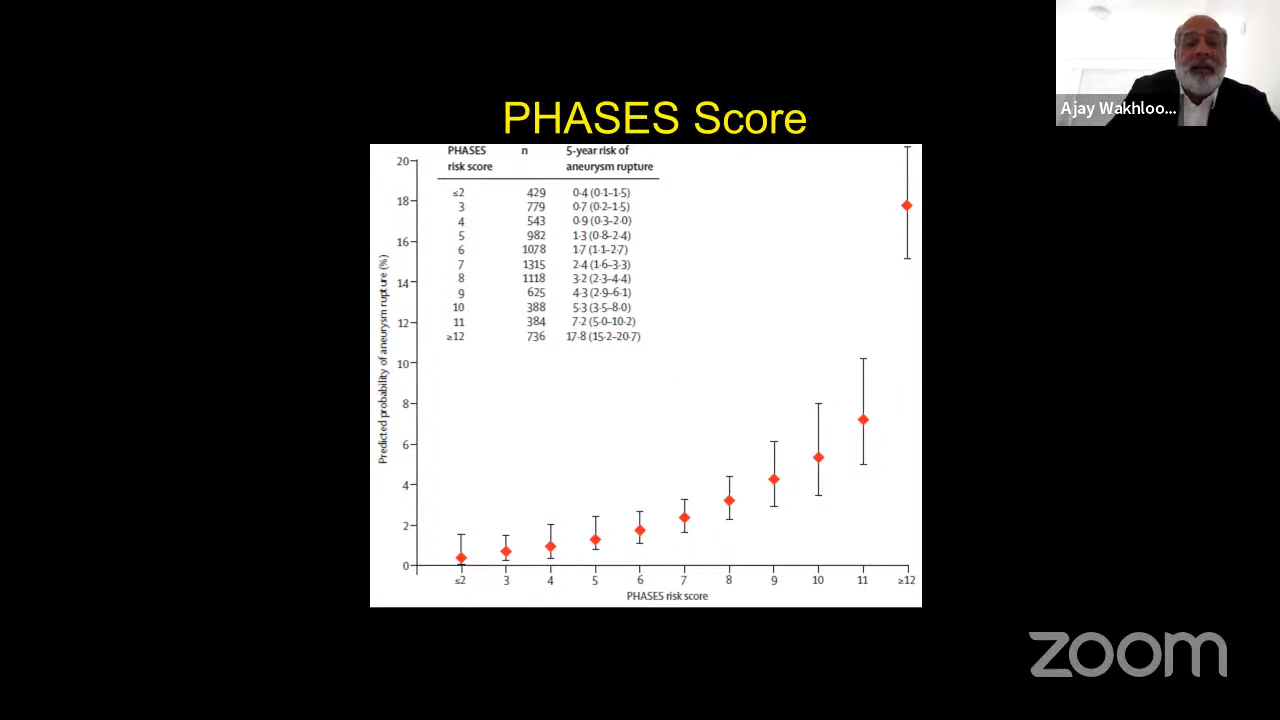 Ajay Wakhloo...
PHASES Score
PHASES risk score n 5-year risk of aneurysm rupture
≤2 429 0·4 (0·1–1·5)
3 779 0·7 (0·2–1·5)
4 543 0·9 (0·3–2·0)
5 982 1·3 (0·8–2·4)
6 1078 1·7 (1·1–2·7)
7 1315 2·4 (1·6–3·3)
8 1118 3·2 (2·3–4·4)
9 625 4·3 (2·9–6·1)
10 388 5·3 (3·5–8·0)
11 384 7·2 (5·0–10·2)
≥12 736 17·8 (15·2–20·7)
Predicted probability of aneurysm rupture (%)
20
18
16
14
12
10
8
6
4
2
0
≤2 3 4 5 6 7 8 9 10 11 ≥12
PHASES risk score
zoom